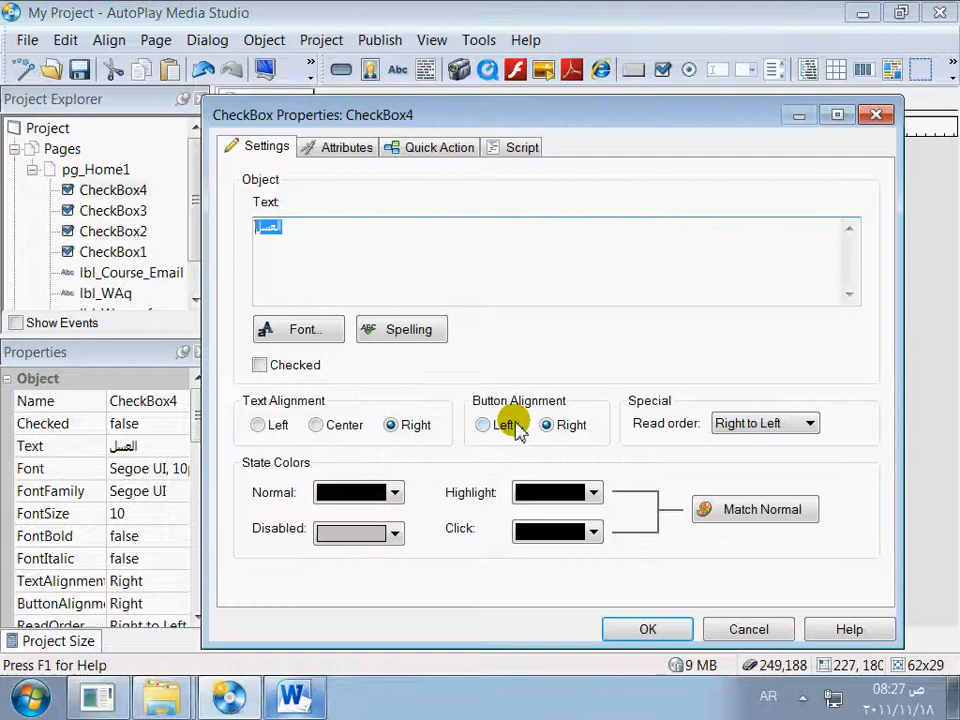 My Project - AutoPlay Media Studio
File Edit Align Page Dialog Object Project Publish View Tools Help
Project Explorer
Project
Pages
pg_Home1
CheckBox4
CheckBox3
CheckBox2
CheckBox1
Abc lbl_Course_Email
Abc lbl_WAq
Show Events
Properties
Object
Name CheckBox4
Checked false
Text العسل
Font Segoe UI, 10p
FontFamily Segoe UI
FontSize 10
FontBold false
FontItalic false
TextAlignment Right
ButtonAlignm Right
ReadOrder Right to Left
Project Size
CheckBox Properties: CheckBox4
Settings Attributes Quick Action Script
Object
Text
العسل
Font... Spelling
Checked
Text Alignment
Left Center Right
Button Alignment
Left Right
Special
Read order: Right to Left
State Colors
Normal: Highlight:
Disabled: Click:
Match Normal
OK Cancel Help
Press F1 for Help
9 MB 249,188 227, 180 62x29
AR
08:27 ص
٢٠١١/١١/١٨